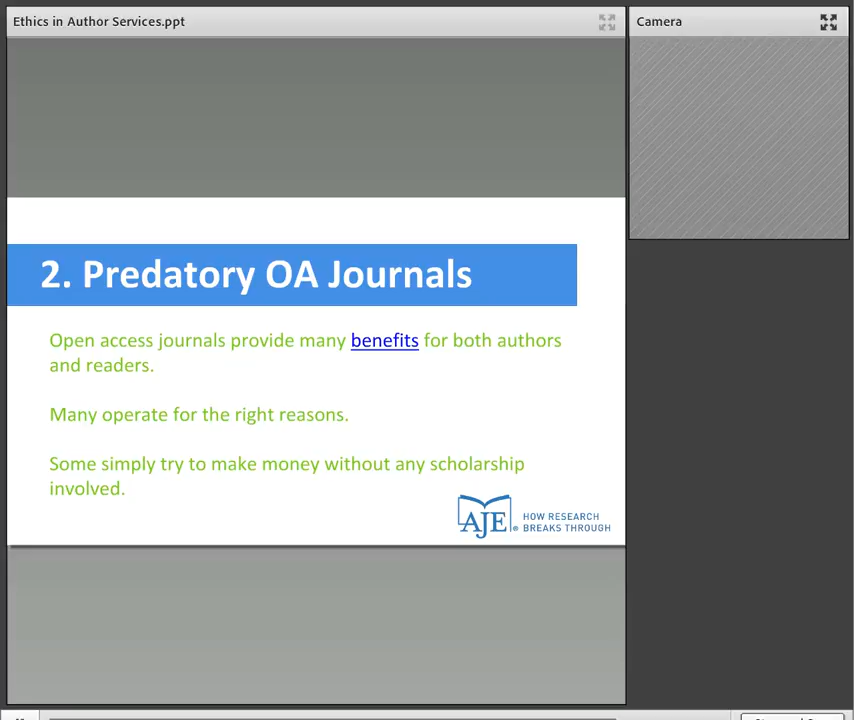 Ethics in Author Services.ppt
Camera
2. Predatory OA Journals
Open access journals provide many benefits for both authors
and readers.
Many operate for the right reasons.
Some simply try to make money without any scholarship
involved.
AJE® HOW RESEARCH
BREAKS THROUGH